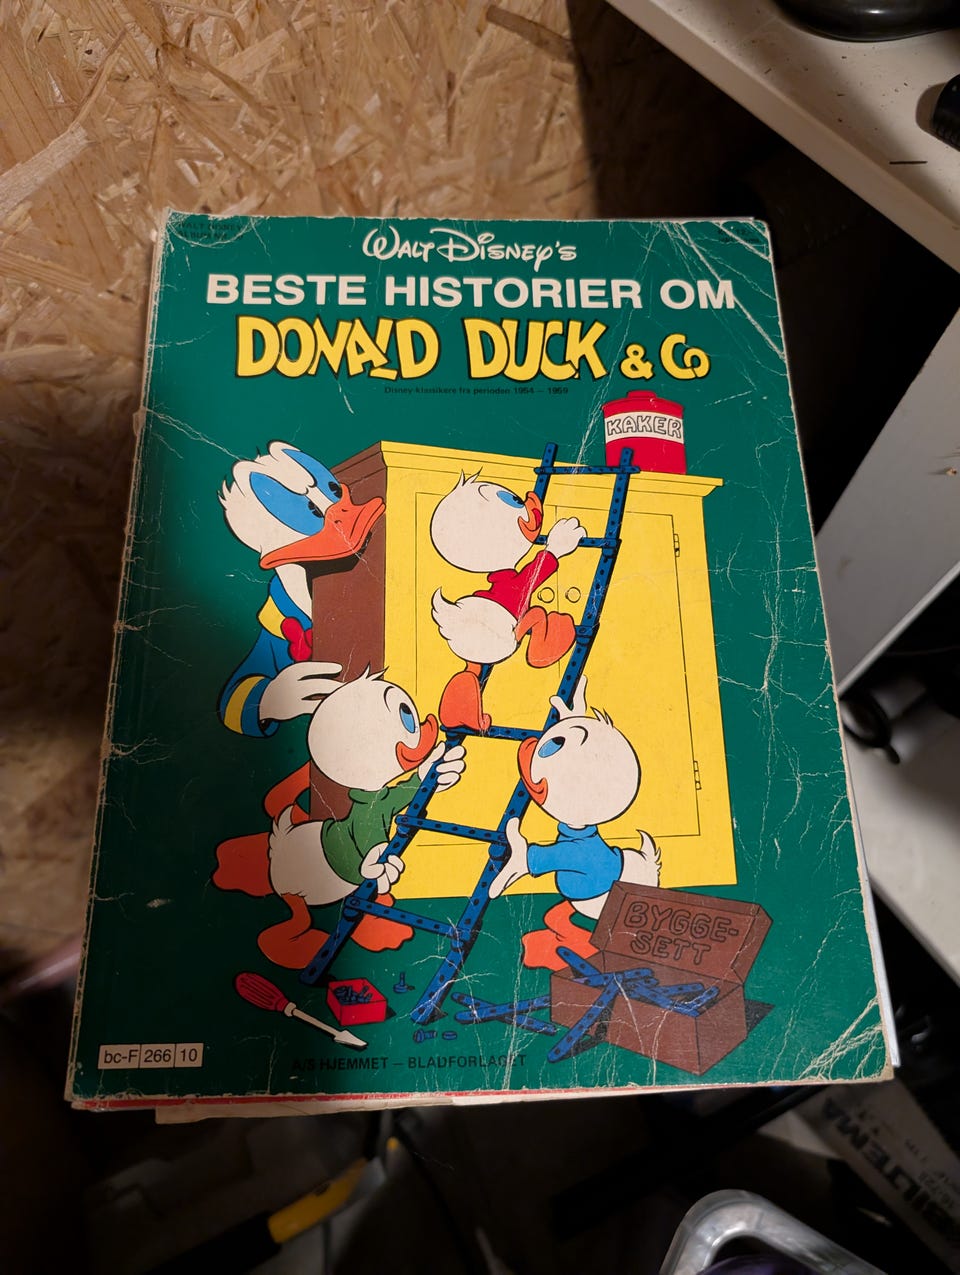 WALT DISNEY'S
BESTE HISTORIER OM
DONALD DUCK & Co
Disney-klassikere fra perioden 1954 – 1959
KAKER
BYGGE-
SETT
bc-F 266 10
A/S HJEMMET – BLADFORLAGET
BILTEMA